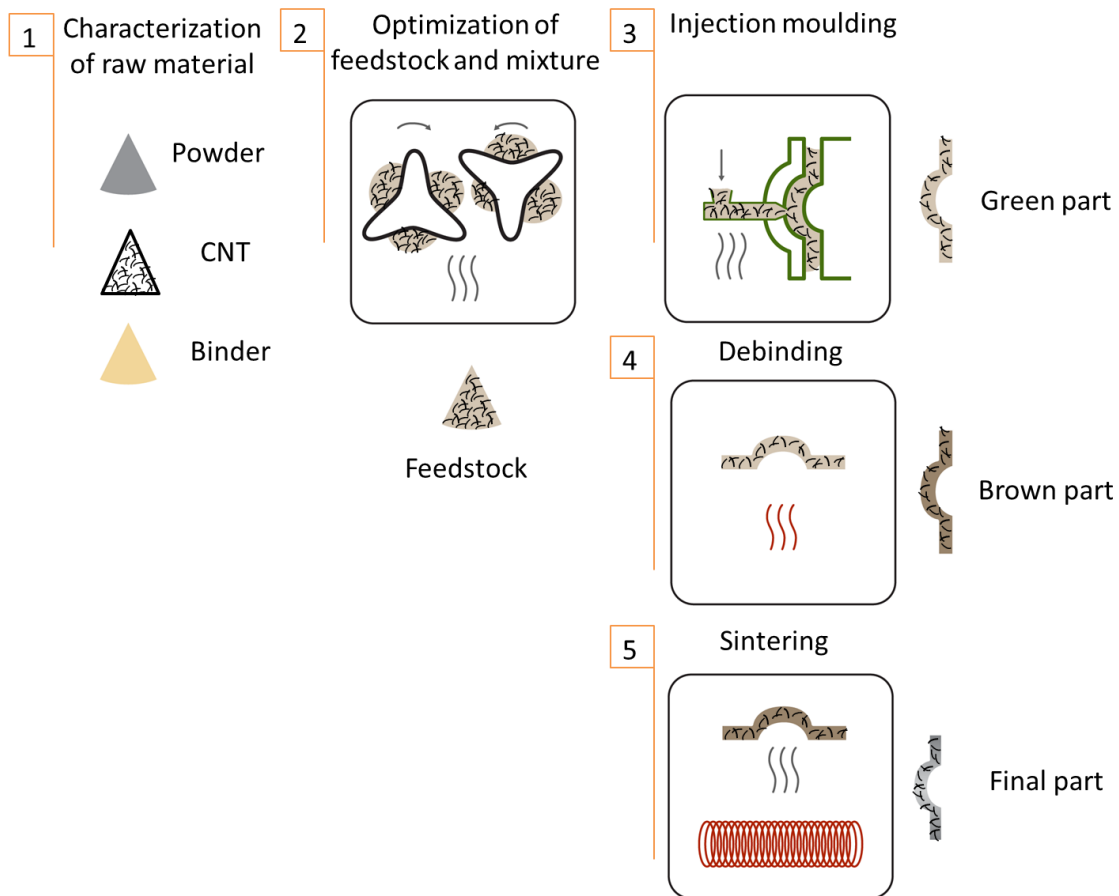 1
Characterization
of raw material
Powder
CNT
Binder
2
Optimization of
feedstock and mixture
Feedstock
3
Injection moulding
Green part
4
Debinding
Brown part
5
Sintering
Final part